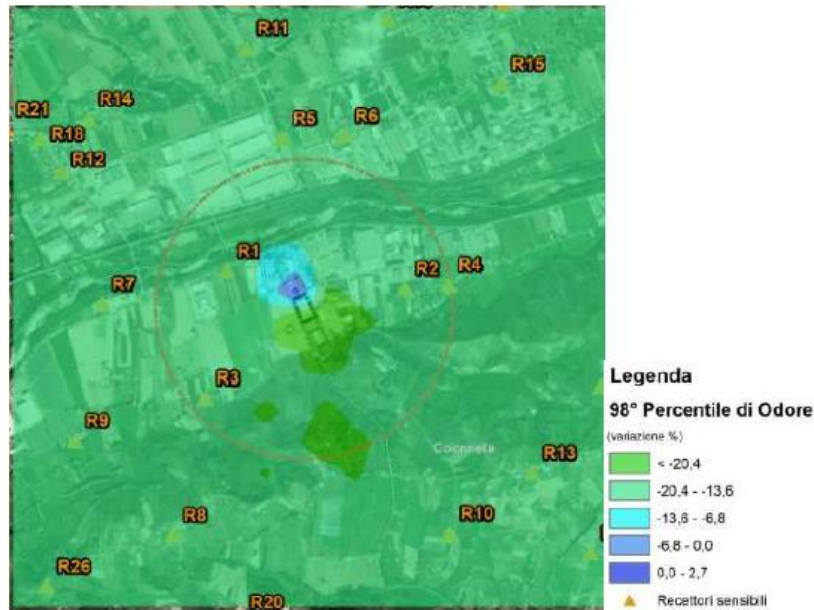 R11
R15
R21
R14
R5
R6
R18
R12
R1
R2
R4
R7
R3
R9
Colonnella
R13
R8
R10
R26
R20
Legenda
98° Percentile di Odore
(variazione %)
< -20,4
-20,4 - -13,6
-13,6 - -6,8
-6,8 - 0,0
0,0 - 2,7
Recettori sensibili